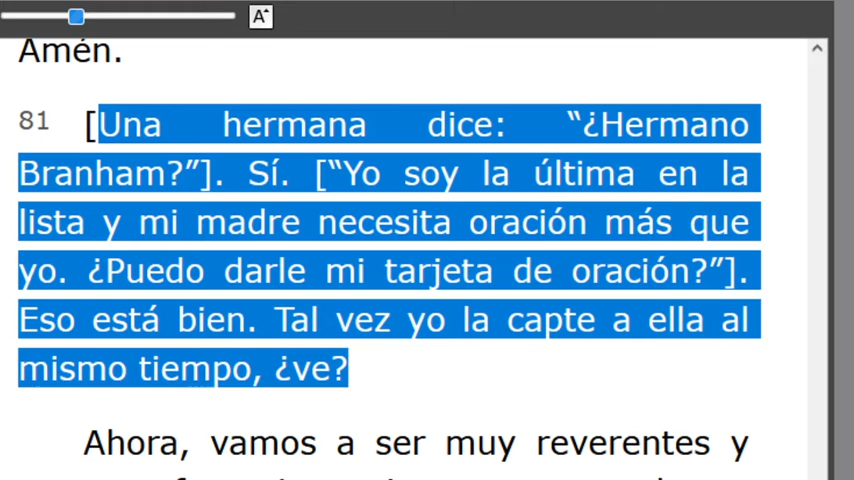 A
Amén.
81 [Una hermana dice: “¿Hermano
Branham?”]. Sí. [“Yo soy la última en la
lista y mi madre necesita oración más que
yo. ¿Puedo darle mi tarjeta de oración?”].
Eso está bien. Tal vez yo la capte a ella al
mismo tiempo, ¿ve?
Ahora, vamos a ser muy reverentes y